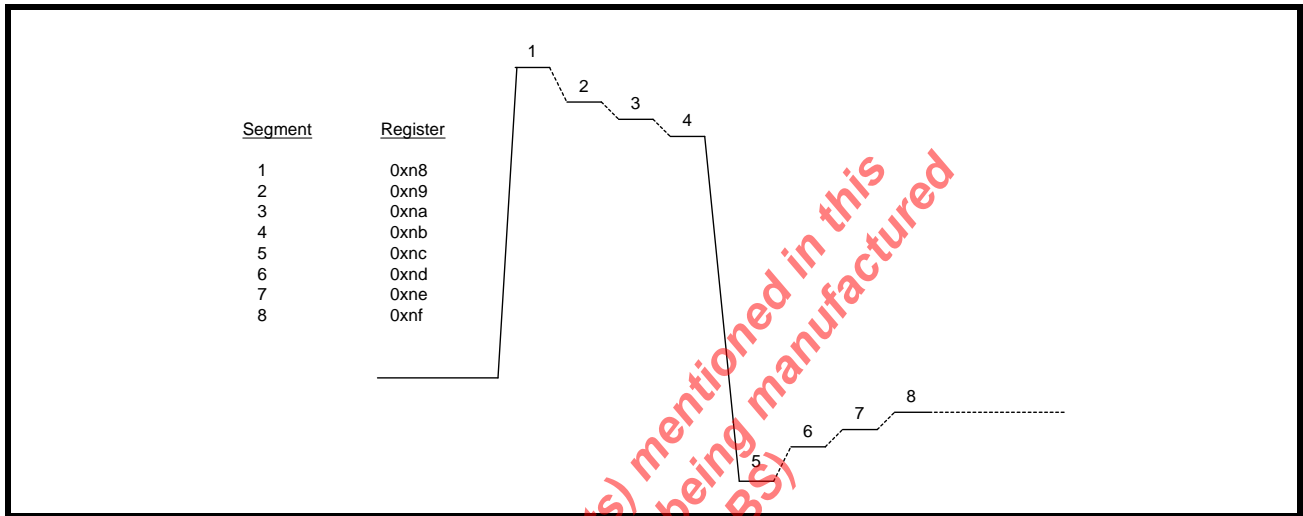 Segment Register
1 0xn8
2 0xn9
3 0xna
4 0xnb
5 0xnc
6 0xnd
7 0xne
8 0xnf
1
2
3
4
5
6
7
8
mentioned in this
being manufactured